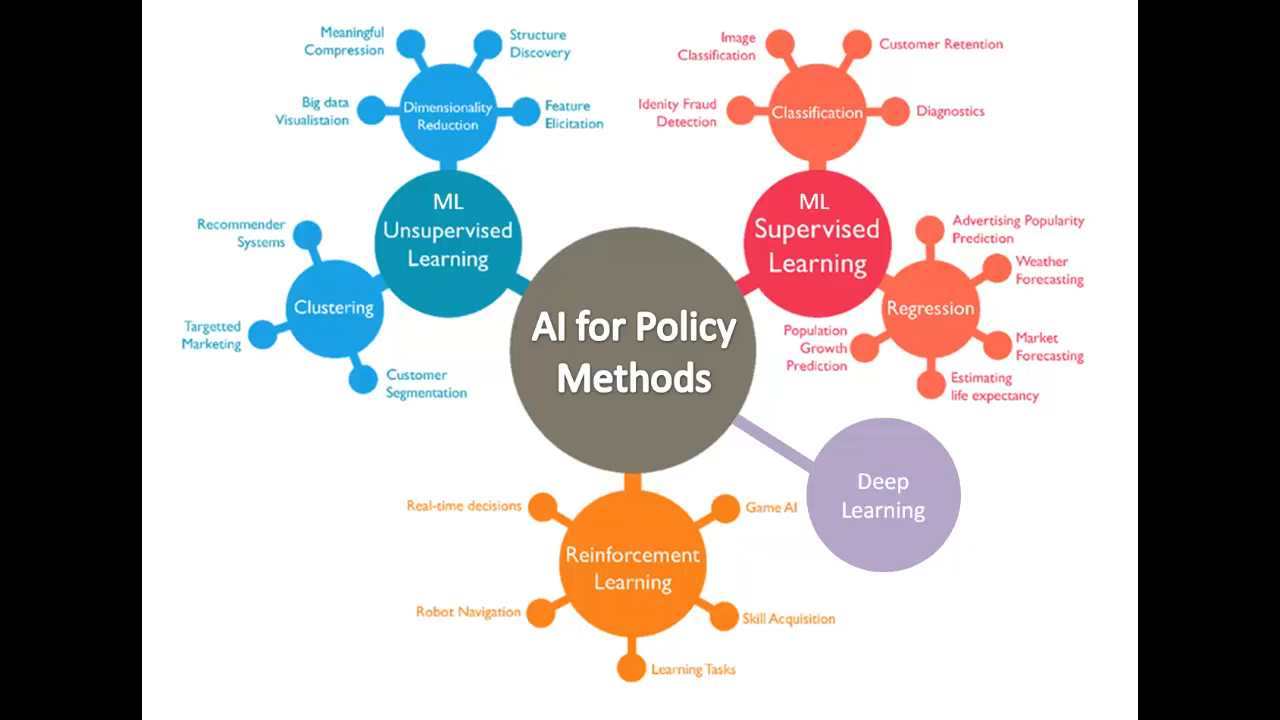 Meaningful
Compression
Structure
Discovery
Big data
Visualistaion
Dimensionality
Reduction
Feature
Elicitation
ML
Unsupervised
Learning
Recommender
Systems
Clustering
Targetted
Marketing
Customer
Segmentation
Image
Classification
Customer Retention
Idenity Fraud
Detection
Classification
Diagnostics
ML
Supervised
Learning
Advertising Popularity
Prediction
Weather
Forecasting
Regression
Population
Growth
Prediction
Market
Forecasting
Estimating
life expectancy
AI for Policy
Methods
Deep
Learning
Real-time decisions
Game AI
Reinforcement
Learning
Robot Navigation
Skill Acquisition
Learning Tasks